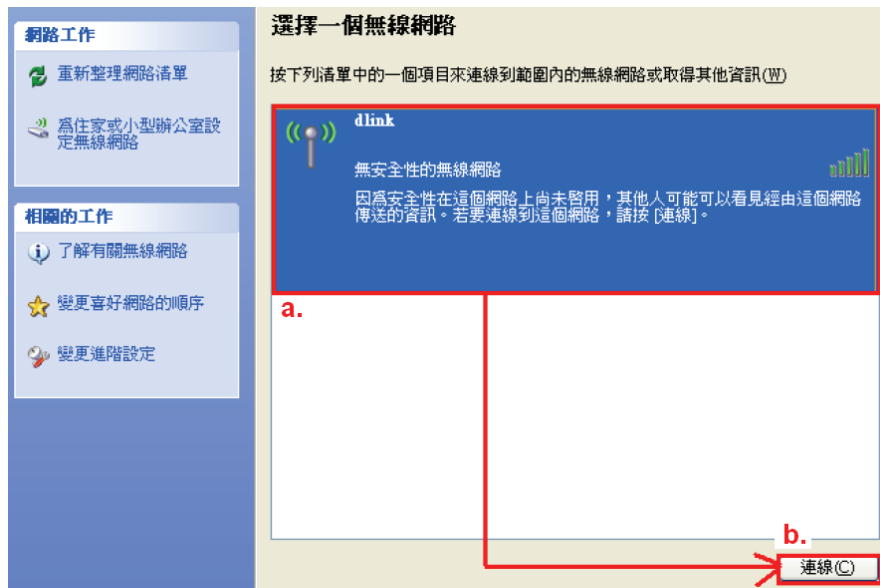 網路工作
重新整理網路清單
為住家或小型辦公室設
定無線網路
相關的工作
了解有關無線網路
變更喜好網路的順序
變更進階設定
選擇一個無線網路
按下列清單中的一個項目來連線到範圍內的無線網路或取得其他資訊(W)
dlink
無安全性的無線網路
因為安全性在這個網路上尚未啟用,其他人可能可以看見經由這個網路
傳送的資訊。若要連線到這個網路,請按 [連線]。
a.
b.
連線(C)